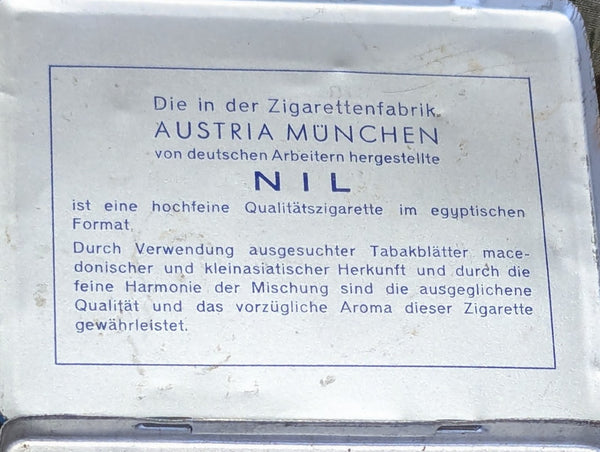 Die in der Zigarettenfabrik
AUSTRIA MÜNCHEN
von deutschen Arbeitern hergestellte
NIL
ist eine hochfeine Qualitätszigarette im egyptischen
Format.
Durch Verwendung ausgesuchter Tabakblätter mace-
donischer und kleinasiatischer Herkunft und durch die
feine Harmonie der Mischung sind die ausgeglichene
Qualität und das vorzügliche Aroma dieser Zigarette
gewährleistet.